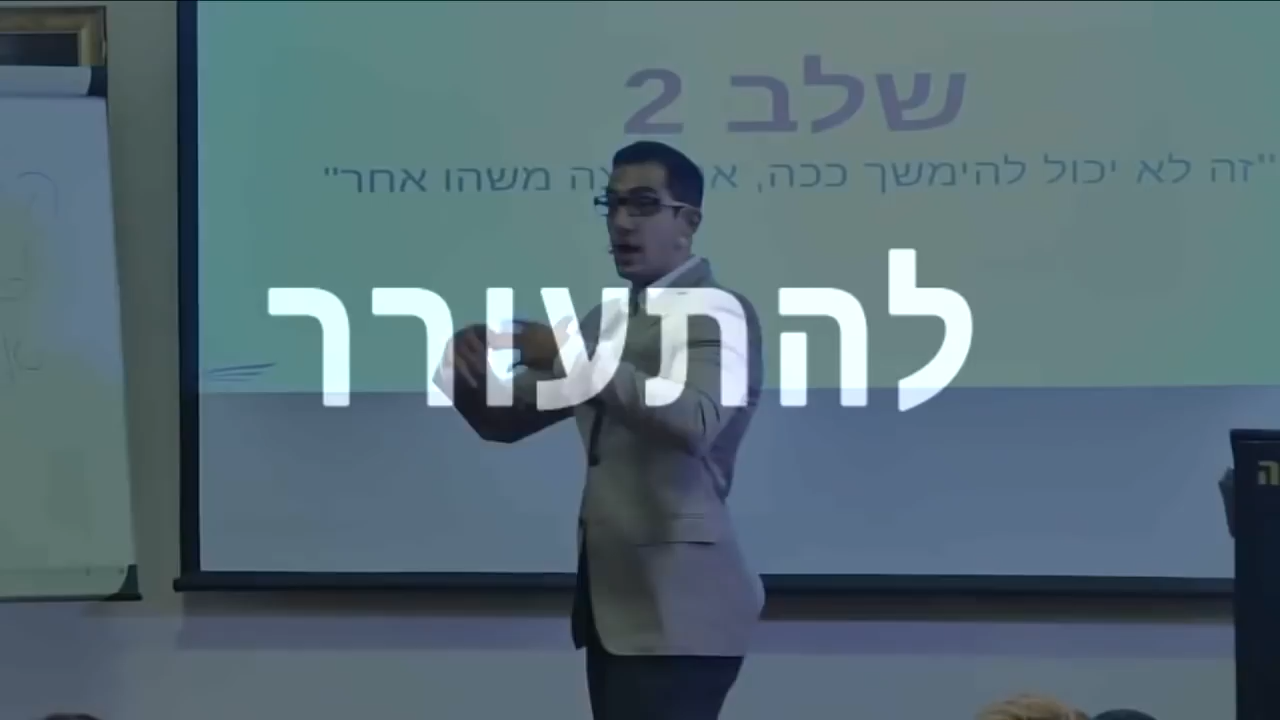 שלב 2
"זה לא יכול להימשך ככה, משהו אחר"
להתעורר
ה